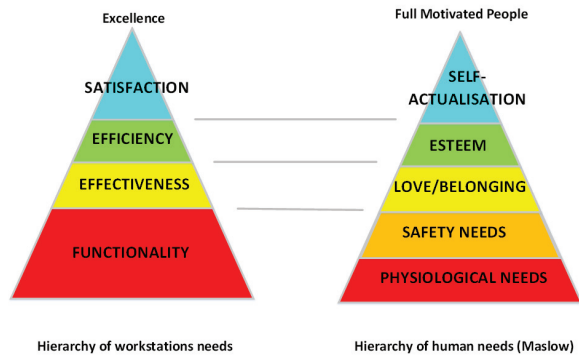 Excellence
SATISFACTION
EFFICIENCY
EFFECTIVENESS
FUNCTIONALITY
Hierarchy of workstations needs
Full Motivated People
SELF-
ACTUALISATION
ESTEEM
LOVE/BELONGING
SAFETY NEEDS
PHYSIOLOGICAL NEEDS
Hierarchy of human needs (Maslow)